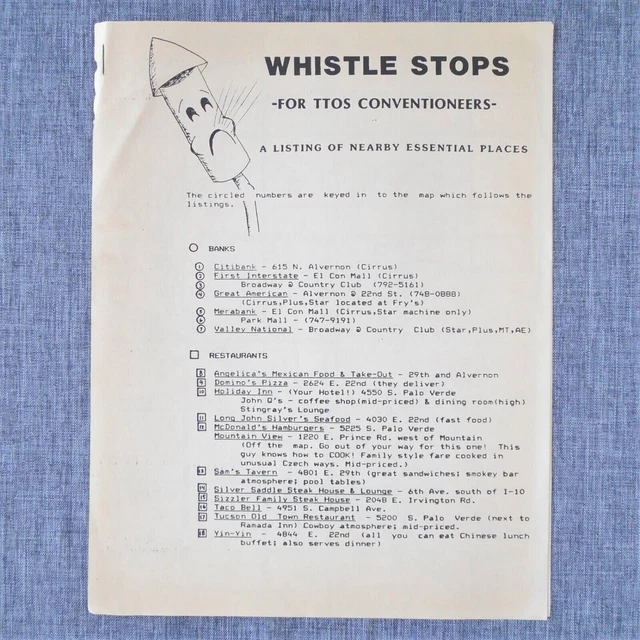 WHISTLE STOPS
-FOR TTOS CONVENTIONEERS-
A LISTING OF NEARBY ESSENTIAL PLACES
The circled numbers are keyed in to the map which follows the
listings.
BANKS
1 Citibank - 615 N. Alvernon (Cirrus)
2 First Interstate - El Con Mall (Cirrus)
3 Broadway @ Country Club (792-5161)
4 Great American - Alvernon @ 22nd St. (748-0888)
(Cirrus,Plus,Star located at Fry's)
5 Merabank - El Con Mall (Cirrus,Star machine only)
6 Park Mall - (747-9191)
7 Valley National - Broadway @ Country Club (Star,Plus,MT,AE)
RESTAURANTS
8 Angelica's Mexican Food & Take-Out - 29th and Alvernon
9 Domino's Pizza - 2624 E. 22nd (they deliver)
10 Holiday Inn - (Your Hotel!) 4550 S. Palo Verde
John Q's - coffee shop(mid-priced) & dining room(high)
Stingray's Lounge
11 Long John Silver's Seafood - 4030 E. 22nd (fast food)
12 McDonald's Hamburgers - 5225 S. Palo Verde
Mountain View - 1220 E. Prince Rd. west of Mountain
(Off the map. Go out of your way for this one! This
guy knows how to COOK! Family style fare cooked in
unusual Czech ways. Mid-priced.)
13 Sam's Tavern - 4801 E. 29th (great sandwiches; smokey bar
atmosphere; pool tables)
14 Silver Saddle Steak House & Lounge - 6th Ave. south of I-10
15 Sizzler Family Steak House - 2048 E. Irvington Rd.
16 Taco Bell - 4951 S. Campbell Ave.
17 Tucson Old Town Restaurant - 5200 S. Palo Verde (next to
Ramada Inn) Cowboy atmosphere; mid-priced.
18 Yin-Yin - 4844 E. 22nd (all you can eat Chinese lunch
buffet; also serves dinner)